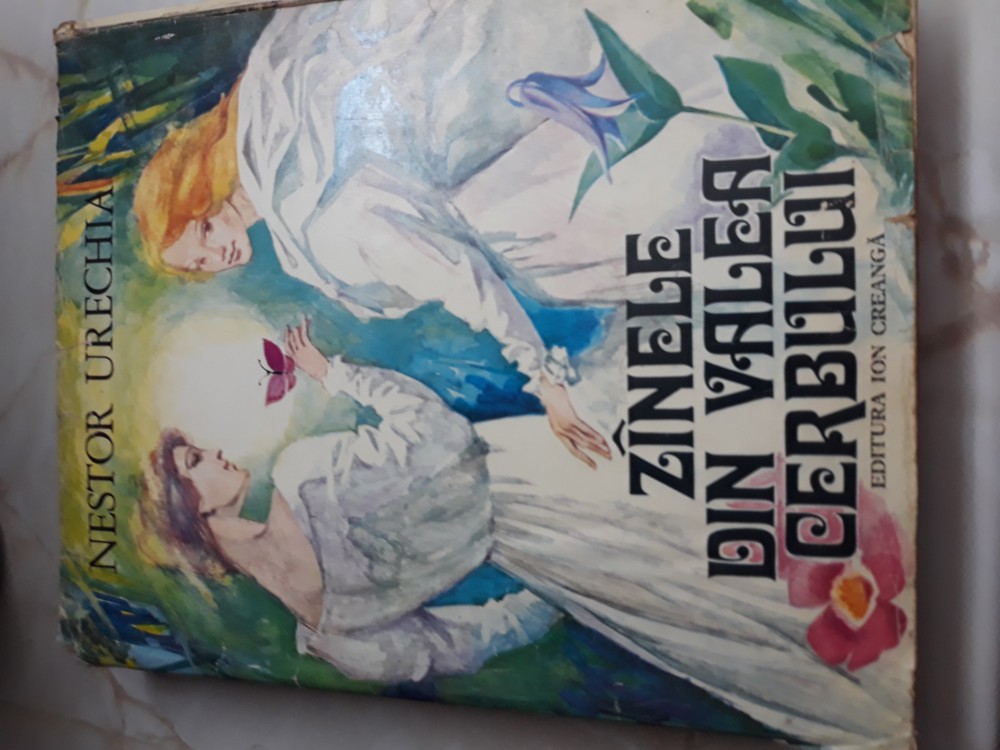 NESTOR URECHIA
ZÎNELE
DIN VALEA
CERBULUI
EDITURA ION CREANGĂ